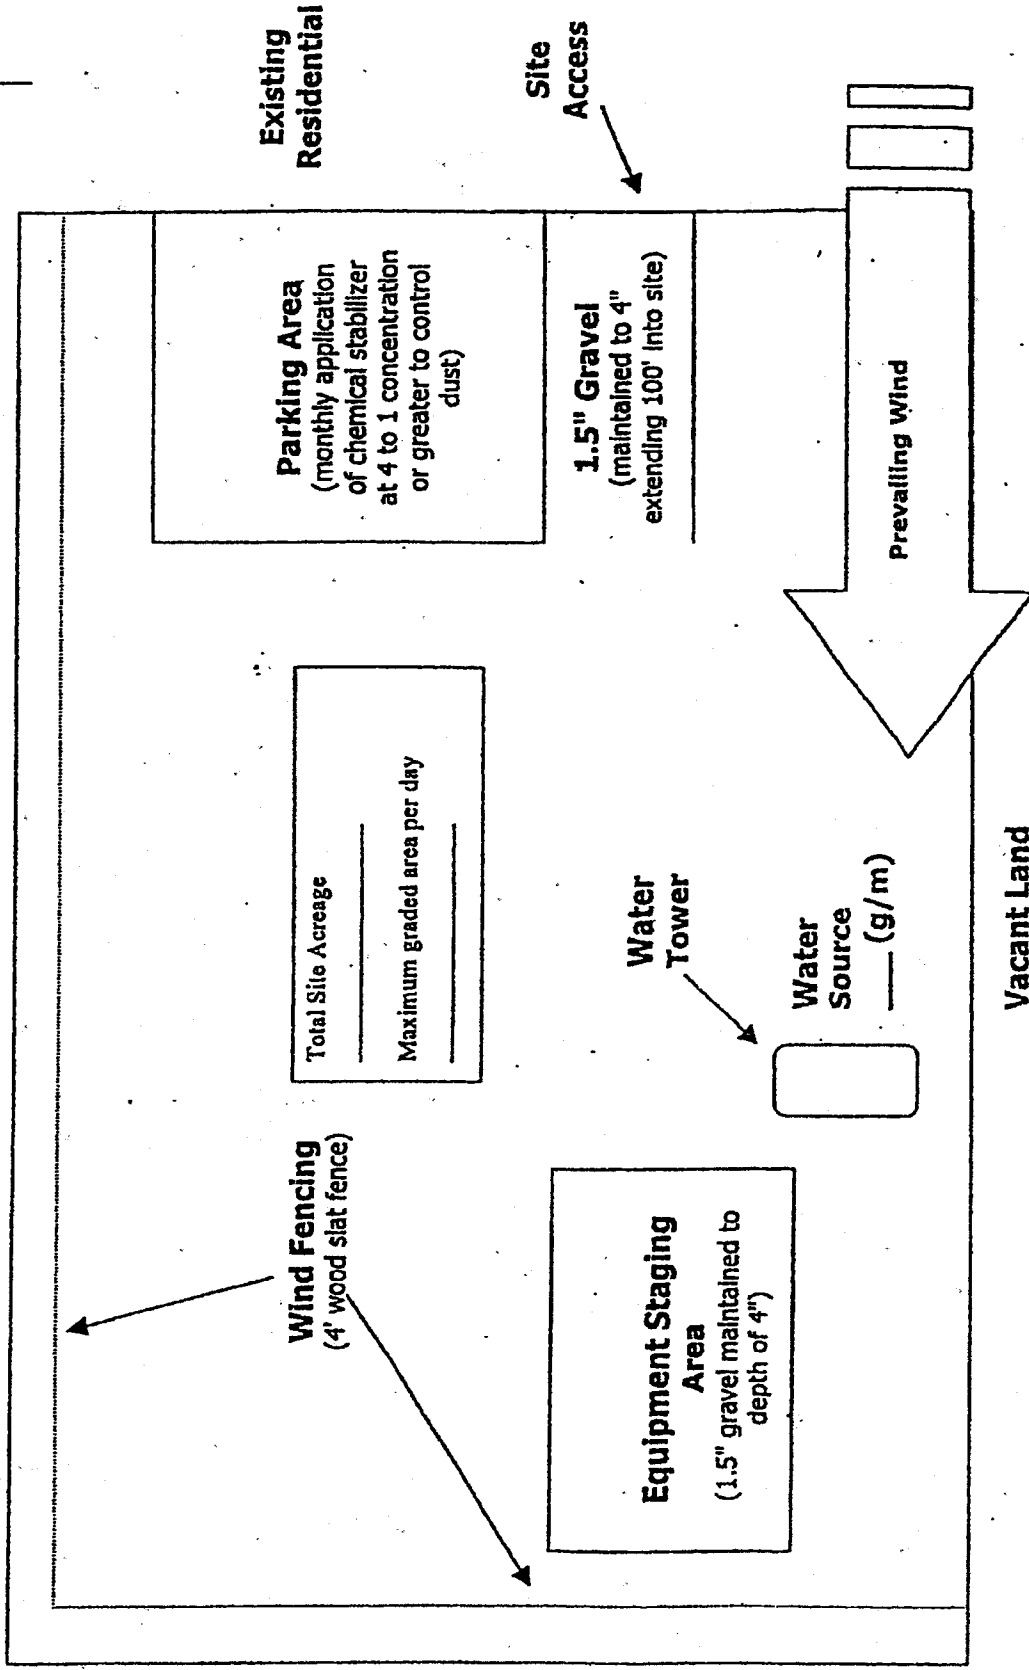 Existing
Residential
Site
Access
Parking Area
(monthly application
of chemical stabilizer
at 4 to 1 concentration
or greater to control
dust)
1.5" Gravel
(maintained to 4"
extending 100' into site)
Prevailing Wind
Total Site Acreage
Maximum graded area per day
Water
Tower
Water
Source
(g/m)
Vacant Land
Wind Fencing
(4' wood slat fence)
Equipment Staging
Area
(1.5" gravel maintained to
depth of 4")